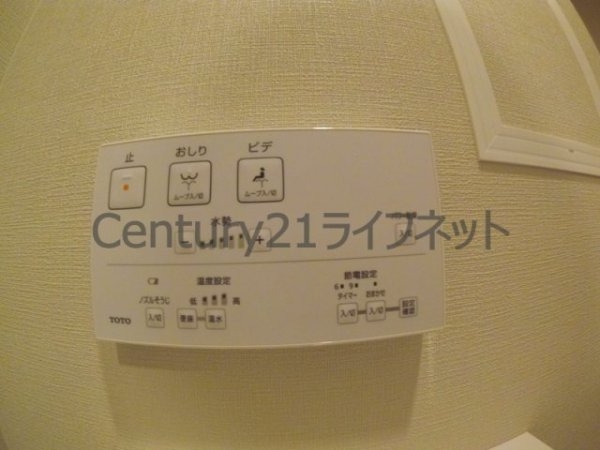 止 おしり ビデ
ムーブ入/切 ムーブ入/切
水勢
− +
Century21ライフネット
入/切
温度設定 節電設定
ノズルそうじ 低 高 6 9
タイマー おまかせ
TOTO 入/切 便座 温水 入/切 入/切 設定確認